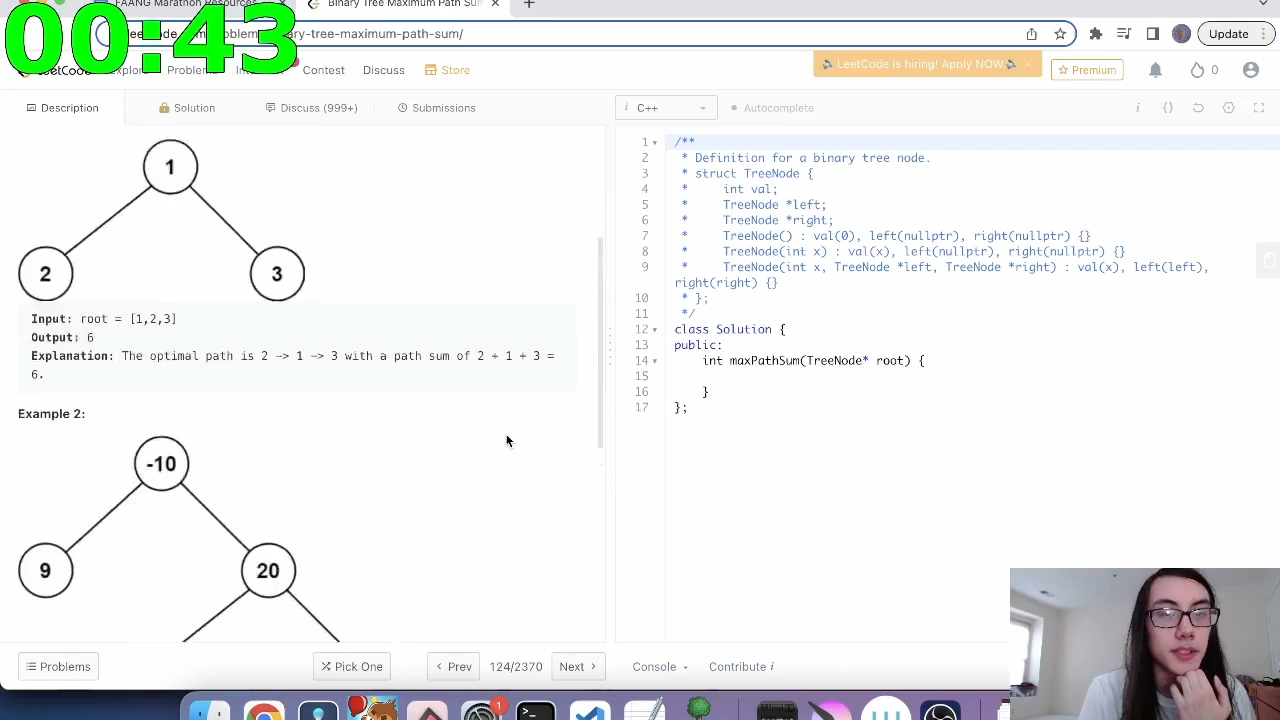 00:43
FAANG Marathon Resources
Binary Tree Maximum Path Sum
ary-tree-maximum-path-sum/
Update
LeetCode is hiring! Apply NOW.
Contest
Discuss
Store
Premium
0
Description
Solution
Discuss (999+)
Submissions
i C++
Autocomplete
1
2
3
Input: root = [1,2,3]
Output: 6
Explanation: The optimal path is 2 -> 1 -> 3 with a path sum of 2 + 1 + 3 =
6.
Example 2:
-10
9
20
1 /**
2 * Definition for a binary tree node.
3 * struct TreeNode {
4 * int val;
5 * TreeNode *left;
6 * TreeNode *right;
7 * TreeNode() : val(0), left(nullptr), right(nullptr) {}
8 * TreeNode(int x) : val(x), left(nullptr), right(nullptr) {}
9 * TreeNode(int x, TreeNode *left, TreeNode *right) : val(x), left(left),
right(right) {}
10 * };
11 */
12 class Solution {
13 public:
14 int maxPathSum(TreeNode* root) {
15
16 }
17 };
Problems
Pick One
Prev
124/2370
Next
Console
Contribute i
1